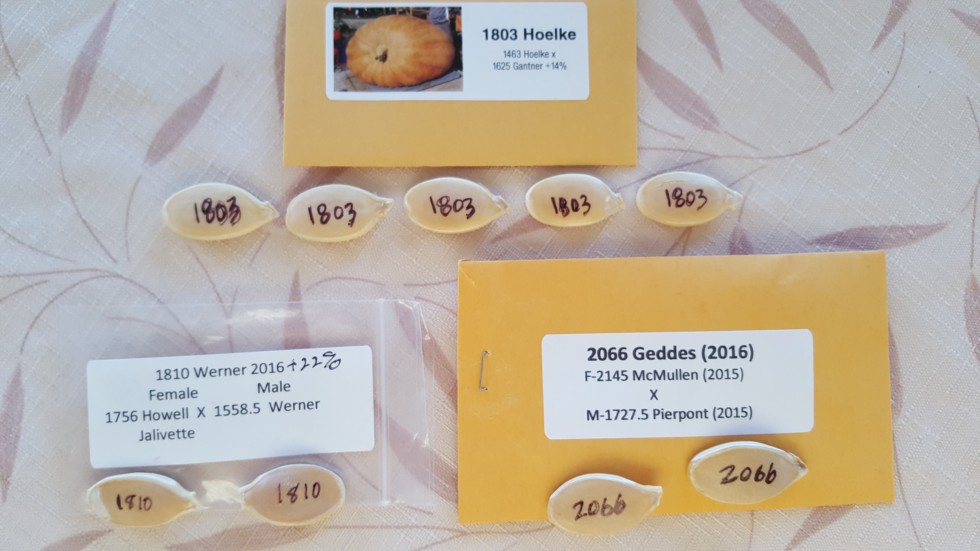 1803 Hoelke
1463 Hoelke x
1625 Gantner +14%
1803
1803
1803
1803
1803
1810 Werner 2016 +22%
Female Male
1756 Howell X 1558.5 Werner
Jalivette
1810
1810
2066 Geddes (2016)
F-2145 McMullen (2015)
X
M-1727.5 Pierpont (2015)
2066
2066